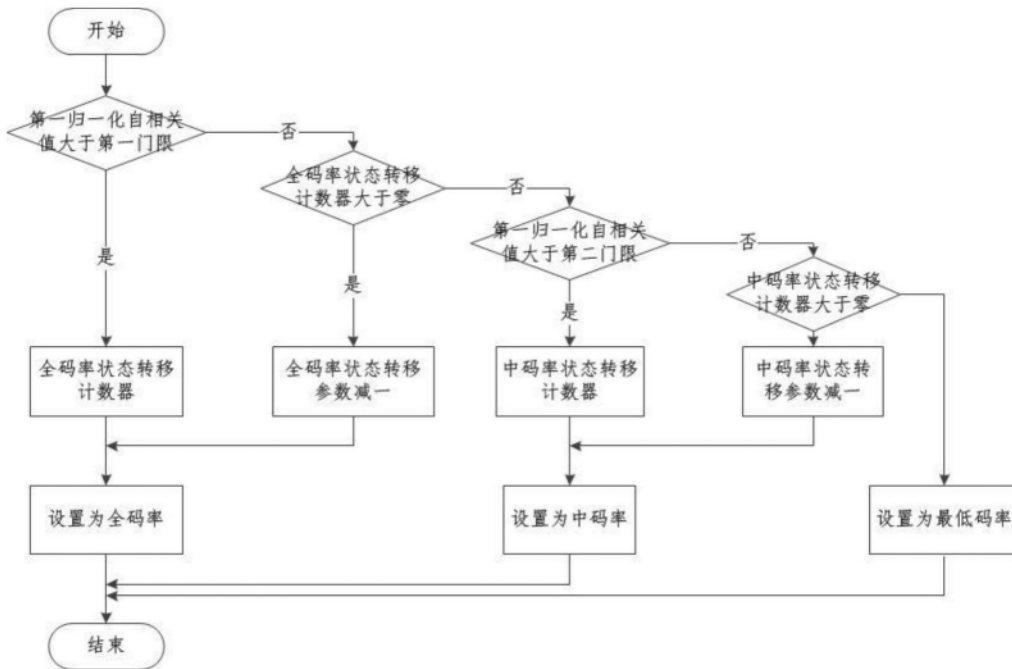 开始
第一归一化自相关
值大于第一门限
否
全码率状态转移
计数器大于零
否
第一归一化自相关
值大于第二门限
否
中码率状态转移
计数器大于零
是
是
是
全码率状态转移
计数器
全码率状态转移
参数减一
中码率状态转移
计数器
中码率状态转
移参数减一
设置为全码率
设置为中码率
设置为最低码率
结束